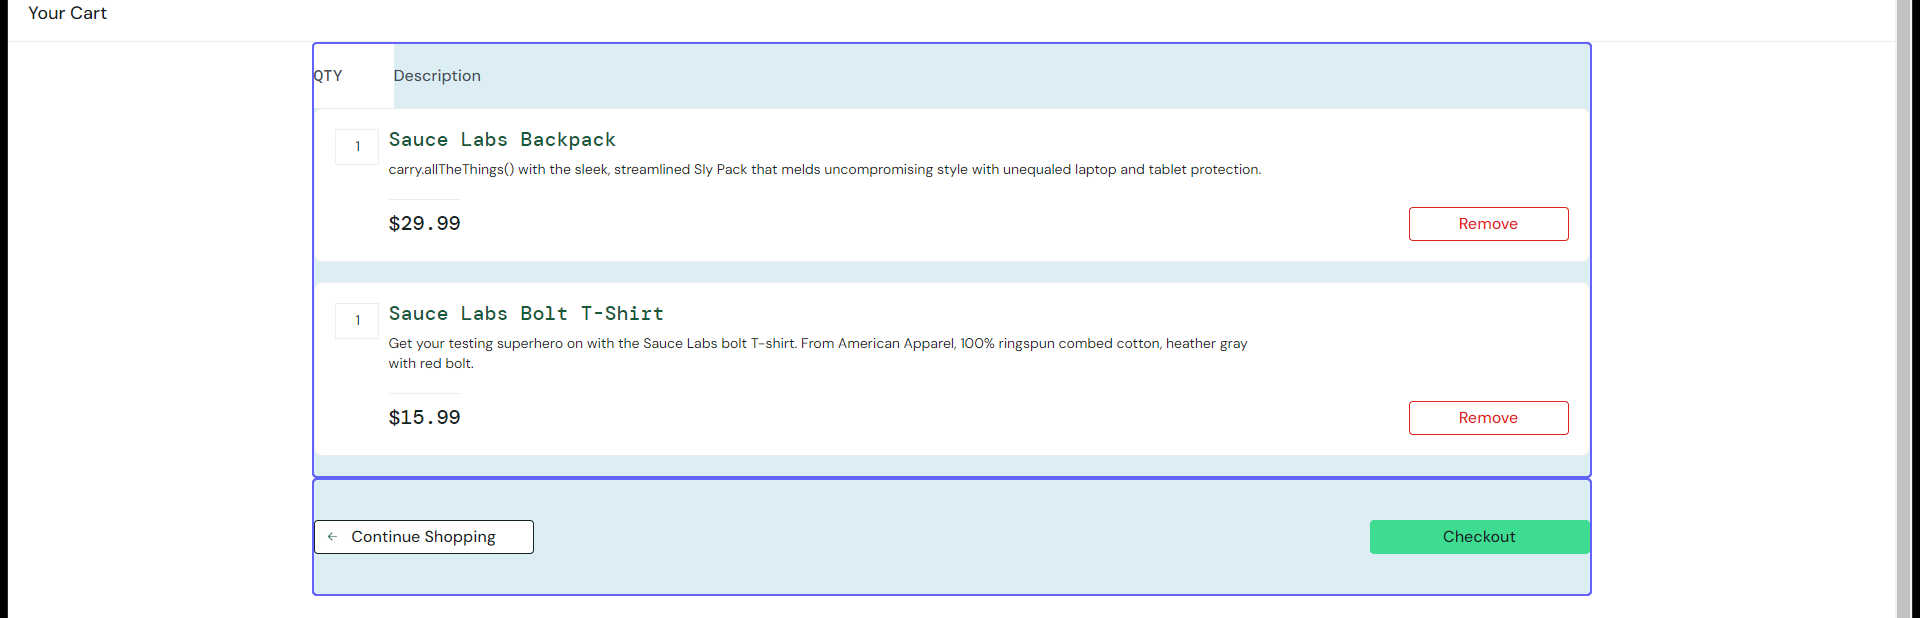 Your Cart
QTY Description
1 Sauce Labs Backpack
carry.allTheThings() with the sleek, streamlined Sly Pack that melds uncompromising style with unequaled laptop and tablet protection.
$29.99 Remove
1 Sauce Labs Bolt T-Shirt
Get your testing superhero on with the Sauce Labs bolt T-shirt. From American Apparel, 100% ringspun combed cotton, heather gray
with red bolt.
$15.99 Remove
← Continue Shopping Checkout